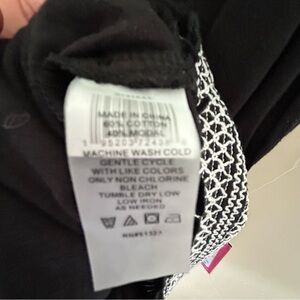 MADE IN CHINA
60% COTTON
40% MODAL
MACHINE WASH COLD
GENTLE CYCLE
WITH LIKE COLORS
ONLY NON CHLORINE
BLEACH
TUMBLE DRY LOW
LOW IRON
AS NEEDED